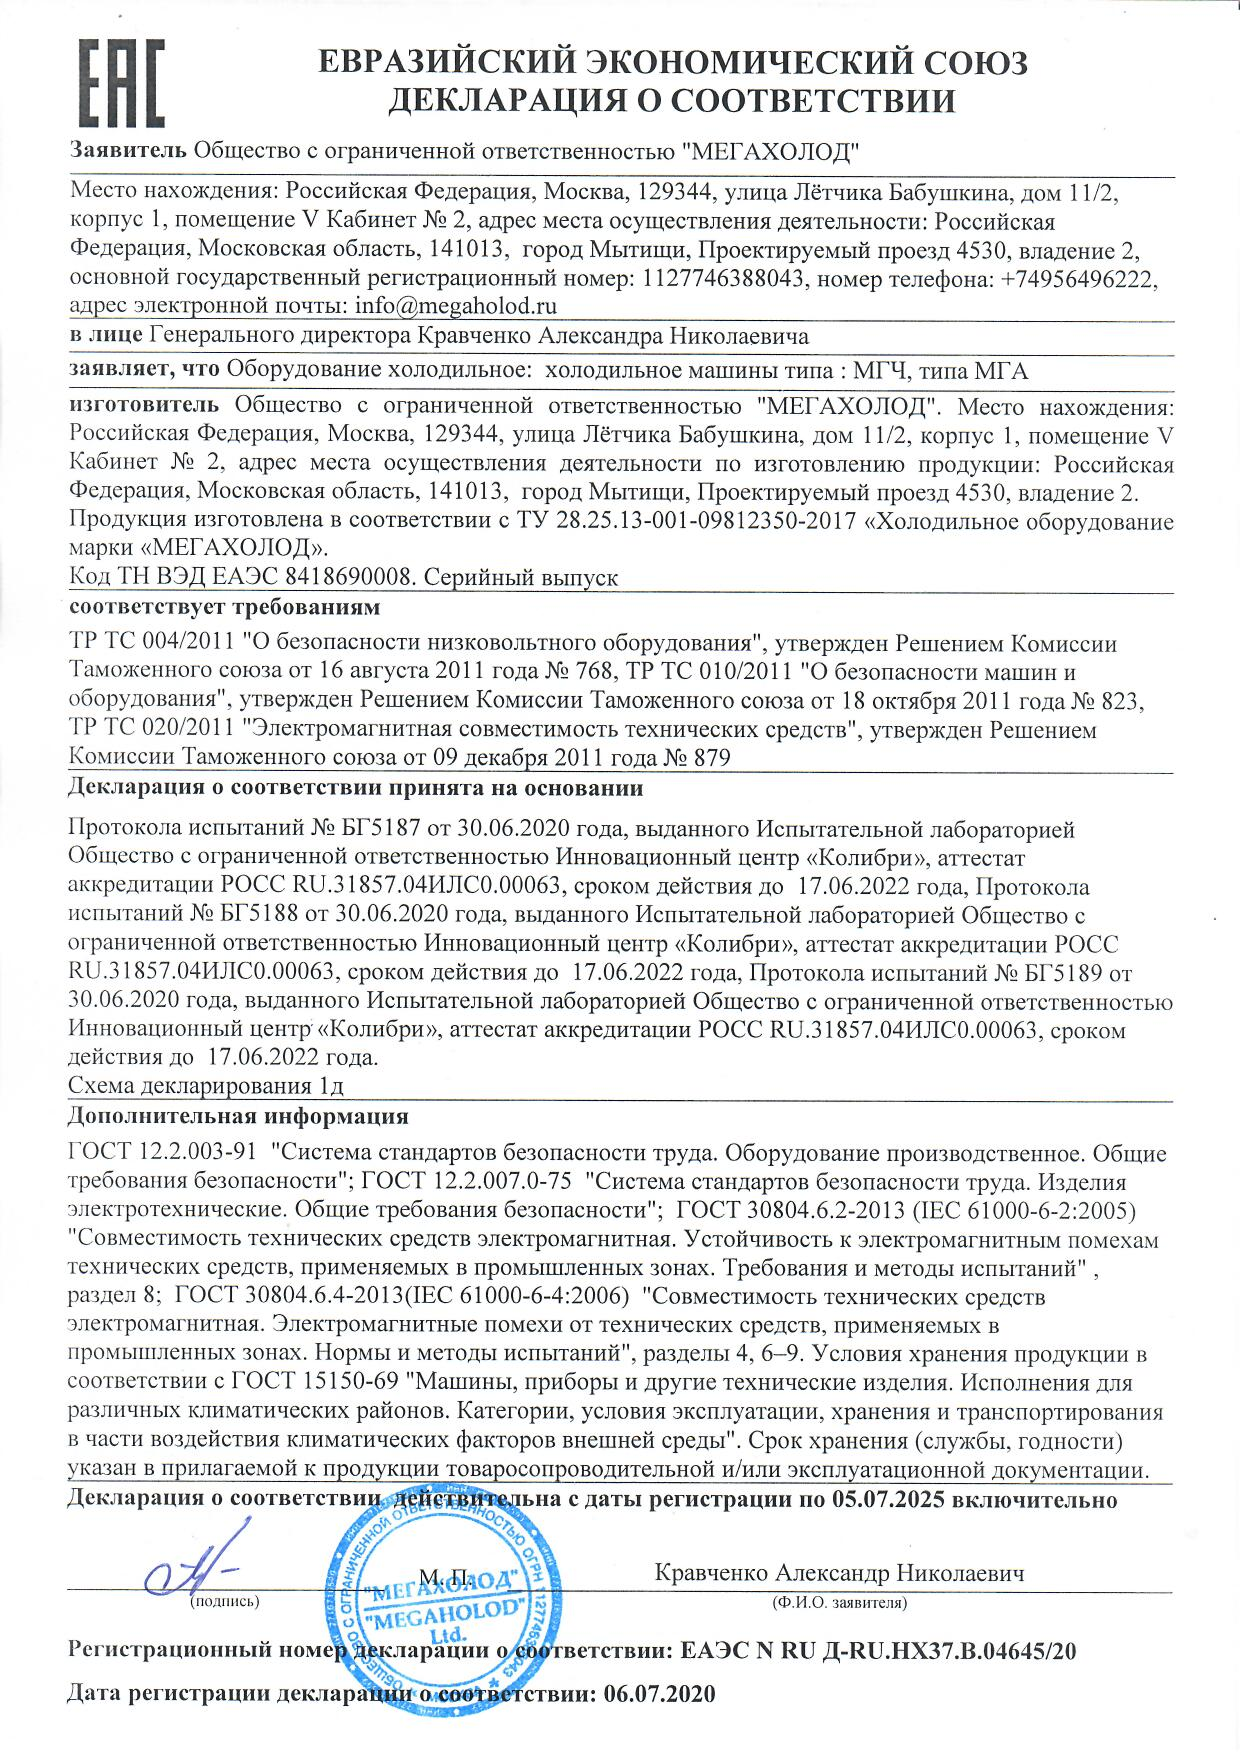 ЕАС
ЕВРАЗИЙСКИЙ ЭКОНОМИЧЕСКИЙ СОЮЗ
ДЕКЛАРАЦИЯ О СООТВЕТСТВИИ
Заявитель Общество с ограниченной ответственностью "МЕГАХОЛОД"
Место нахождения: Российская Федерация, Москва, 129344, улица Лётчика Бабушкина, дом 11/2,
корпус 1, помещение V Кабинет № 2, адрес места осуществления деятельности: Российская
Федерация, Московская область, 141013, город Мытищи, Проектируемый проезд 4530, владение 2,
основной государственный регистрационный номер: 1127746388043, номер телефона: +74956496222,
адрес электронной почты: info@megaholod.ru
в лице Генерального директора Кравченко Александра Николаевича
заявляет, что Оборудование холодильное: холодильное машины типа : МГЧ, типа МГА
изготовитель Общество с ограниченной ответственностью "МЕГАХОЛОД". Место нахождения:
Российская Федерация, Москва, 129344, улица Лётчика Бабушкина, дом 11/2, корпус 1, помещение V
Кабинет № 2, адрес места осуществления деятельности по изготовлению продукции: Российская
Федерация, Московская область, 141013, город Мытищи, Проектируемый проезд 4530, владение 2.
Продукция изготовлена в соответствии с ТУ 28.25.13-001-09812350-2017 «Холодильное оборудование
марки «МЕГАХОЛОД».
Код ТН ВЭД ЕАЭС 8418690008. Серийный выпуск
соответствует требованиям
ТР ТС 004/2011 "О безопасности низковольтного оборудования", утвержден Решением Комиссии
Таможенного союза от 16 августа 2011 года № 768, ТР ТС 010/2011 "О безопасности машин и
оборудования", утвержден Решением Комиссии Таможенного союза от 18 октября 2011 года № 823,
ТР ТС 020/2011 "Электромагнитная совместимость технических средств", утвержден Решением
Комиссии Таможенного союза от 09 декабря 2011 года № 879
Декларация о соответствии принята на основании
Протокола испытаний № БГ5187 от 30.06.2020 года, выданного Испытательной лабораторией
Общество с ограниченной ответственностью Инновационный центр «Колибри», аттестат
аккредитации РОСС RU.31857.04ИЛС0.00063, сроком действия до 17.06.2022 года, Протокола
испытаний № БГ5188 от 30.06.2020 года, выданного Испытательной лабораторией Общество с
ограниченной ответственностью Инновационный центр «Колибри», аттестат аккредитации РОСС
RU.31857.04ИЛС0.00063, сроком действия до 17.06.2022 года, Протокола испытаний № БГ5189 от
30.06.2020 года, выданного Испытательной лабораторией Общество с ограниченной ответственностью
Инновационный центр «Колибри», аттестат аккредитации РОСС RU.31857.04ИЛС0.00063, сроком
действия до 17.06.2022 года.
Схема декларирования 1д
Дополнительная информация
ГОСТ 12.2.003-91 "Система стандартов безопасности труда. Оборудование производственное. Общие
требования безопасности"; ГОСТ 12.2.007.0-75 "Система стандартов безопасности труда. Изделия
электротехнические. Общие требования безопасности"; ГОСТ 30804.6.2-2013 (IEC 61000-6-2:2005)
"Совместимость технических средств электромагнитная. Устойчивость к электромагнитным помехам
технических средств, применяемых в промышленных зонах. Требования и методы испытаний" ,
раздел 8; ГОСТ 30804.6.4-2013(IEC 61000-6-4:2006) "Совместимость технических средств
электромагнитная. Электромагнитные помехи от технических средств, применяемых в
промышленных зонах. Нормы и методы испытаний", разделы 4, 6–9. Условия хранения продукции в
соответствии с ГОСТ 15150-69 "Машины, приборы и другие технические изделия. Исполнения для
различных климатических районов. Категории, условия эксплуатации, хранения и транспортирования
в части воздействия климатических факторов внешней среды". Срок хранения (службы, годности)
указан в прилагаемой к продукции товаросопроводительной и/или эксплуатационной документации.
Декларация о соответствии действительна с даты регистрации по 05.07.2025 включительно
М. П. Кравченко Александр Николаевич
(подпись) (Ф.И.О. заявителя)
ОБЩЕСТВО С ОГРАНИЧЕННОЙ ОТВЕТСТВЕННОСТЬЮ ОГРН 1127746388043
МОСКВА
"МЕГАХОЛОД"
"MEGAHOLOD"
Ltd.
Регистрационный номер декларации о соответствии: ЕАЭС N RU Д-RU.НХ37.В.04645/20
Дата регистрации декларации о соответствии: 06.07.2020